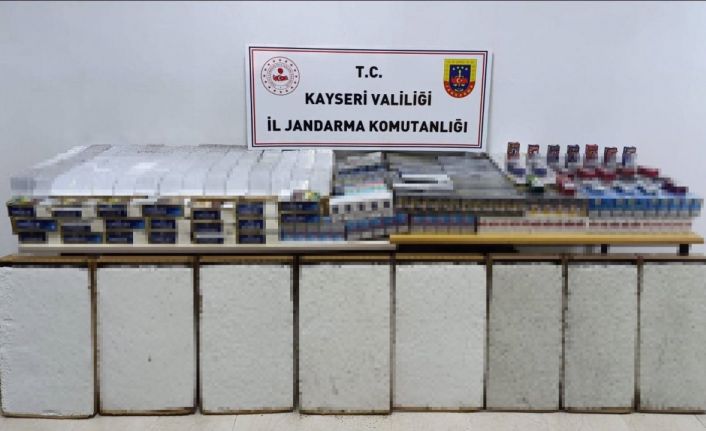 T.C.
KAYSERİ VALİLİĞİ
İL JANDARMA KOMUTANLIĞI